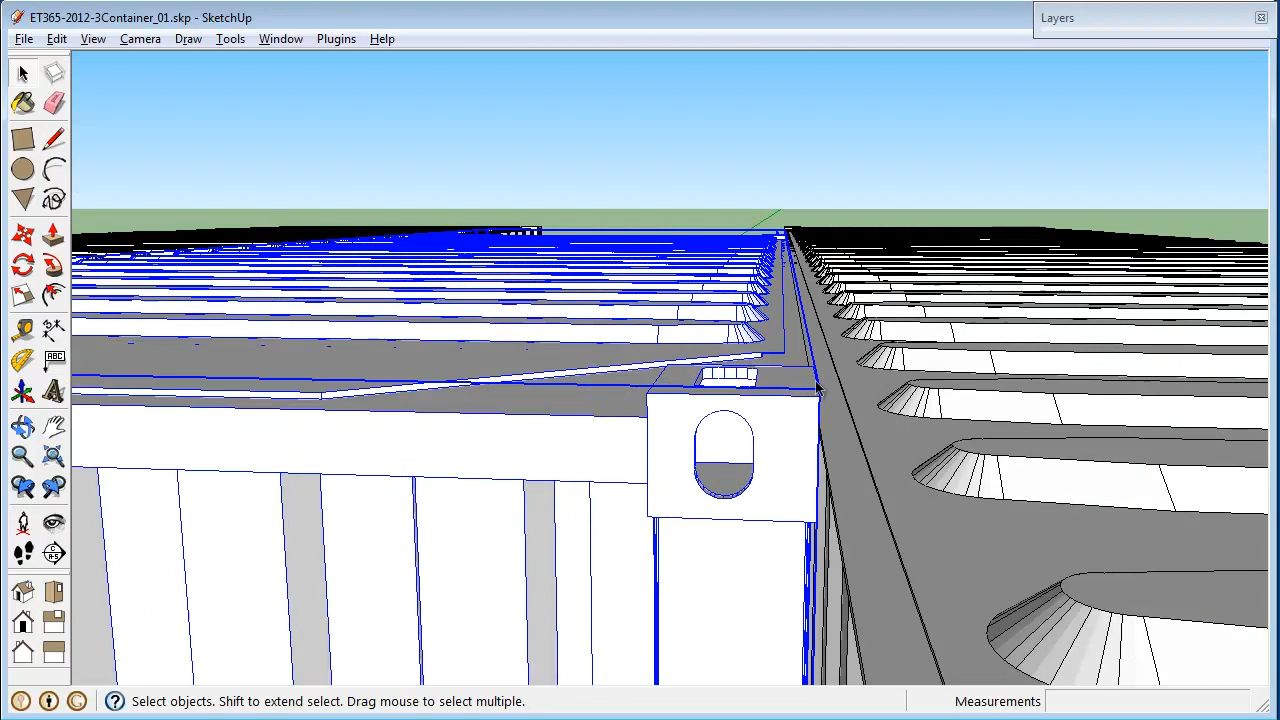 ET365-2012-3Container_01.skp - SketchUp
Layers
File Edit View Camera Draw Tools Window Plugins Help
ABC
Select objects. Shift to extend select. Drag mouse to select multiple.
Measurements